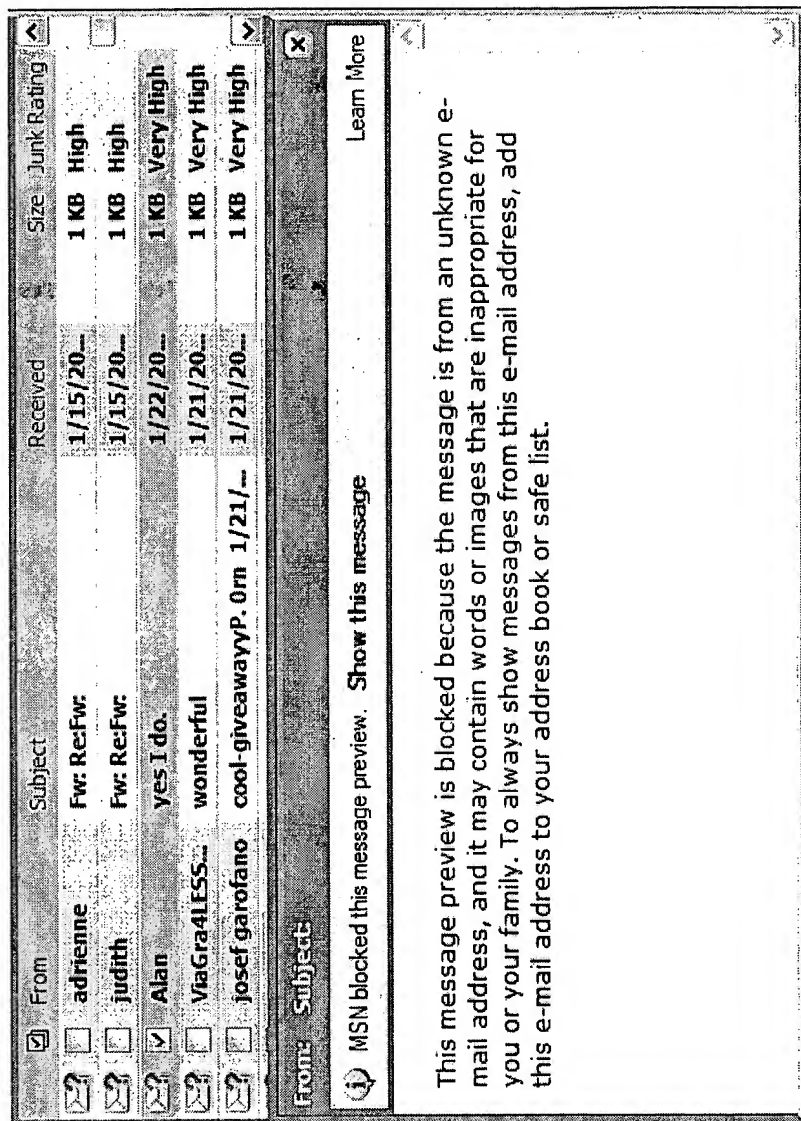 From Subject Received Size Junk Rating
adrienne Fw: Re:Fw: 1/15/20... 1 KB High
judith Fw: Re:Fw: 1/15/20... 1 KB High
Alan yes I do. 1/22/20... 1 KB Very High
ViaGra4LESS... wonderful 1/21/20... 1 KB Very High
josef garofano cool-giveawayyP. 0rn 1/21/... 1/21/20... 1 KB Very High
From: Subject:
MSN blocked this message preview. Show this message Learn More
This message preview is blocked because the message is from an unknown e-
mail address, and it may contain words or images that are inappropriate for
you or your family. To always show messages from this e-mail address, add
this e-mail address to your address book or safe list.